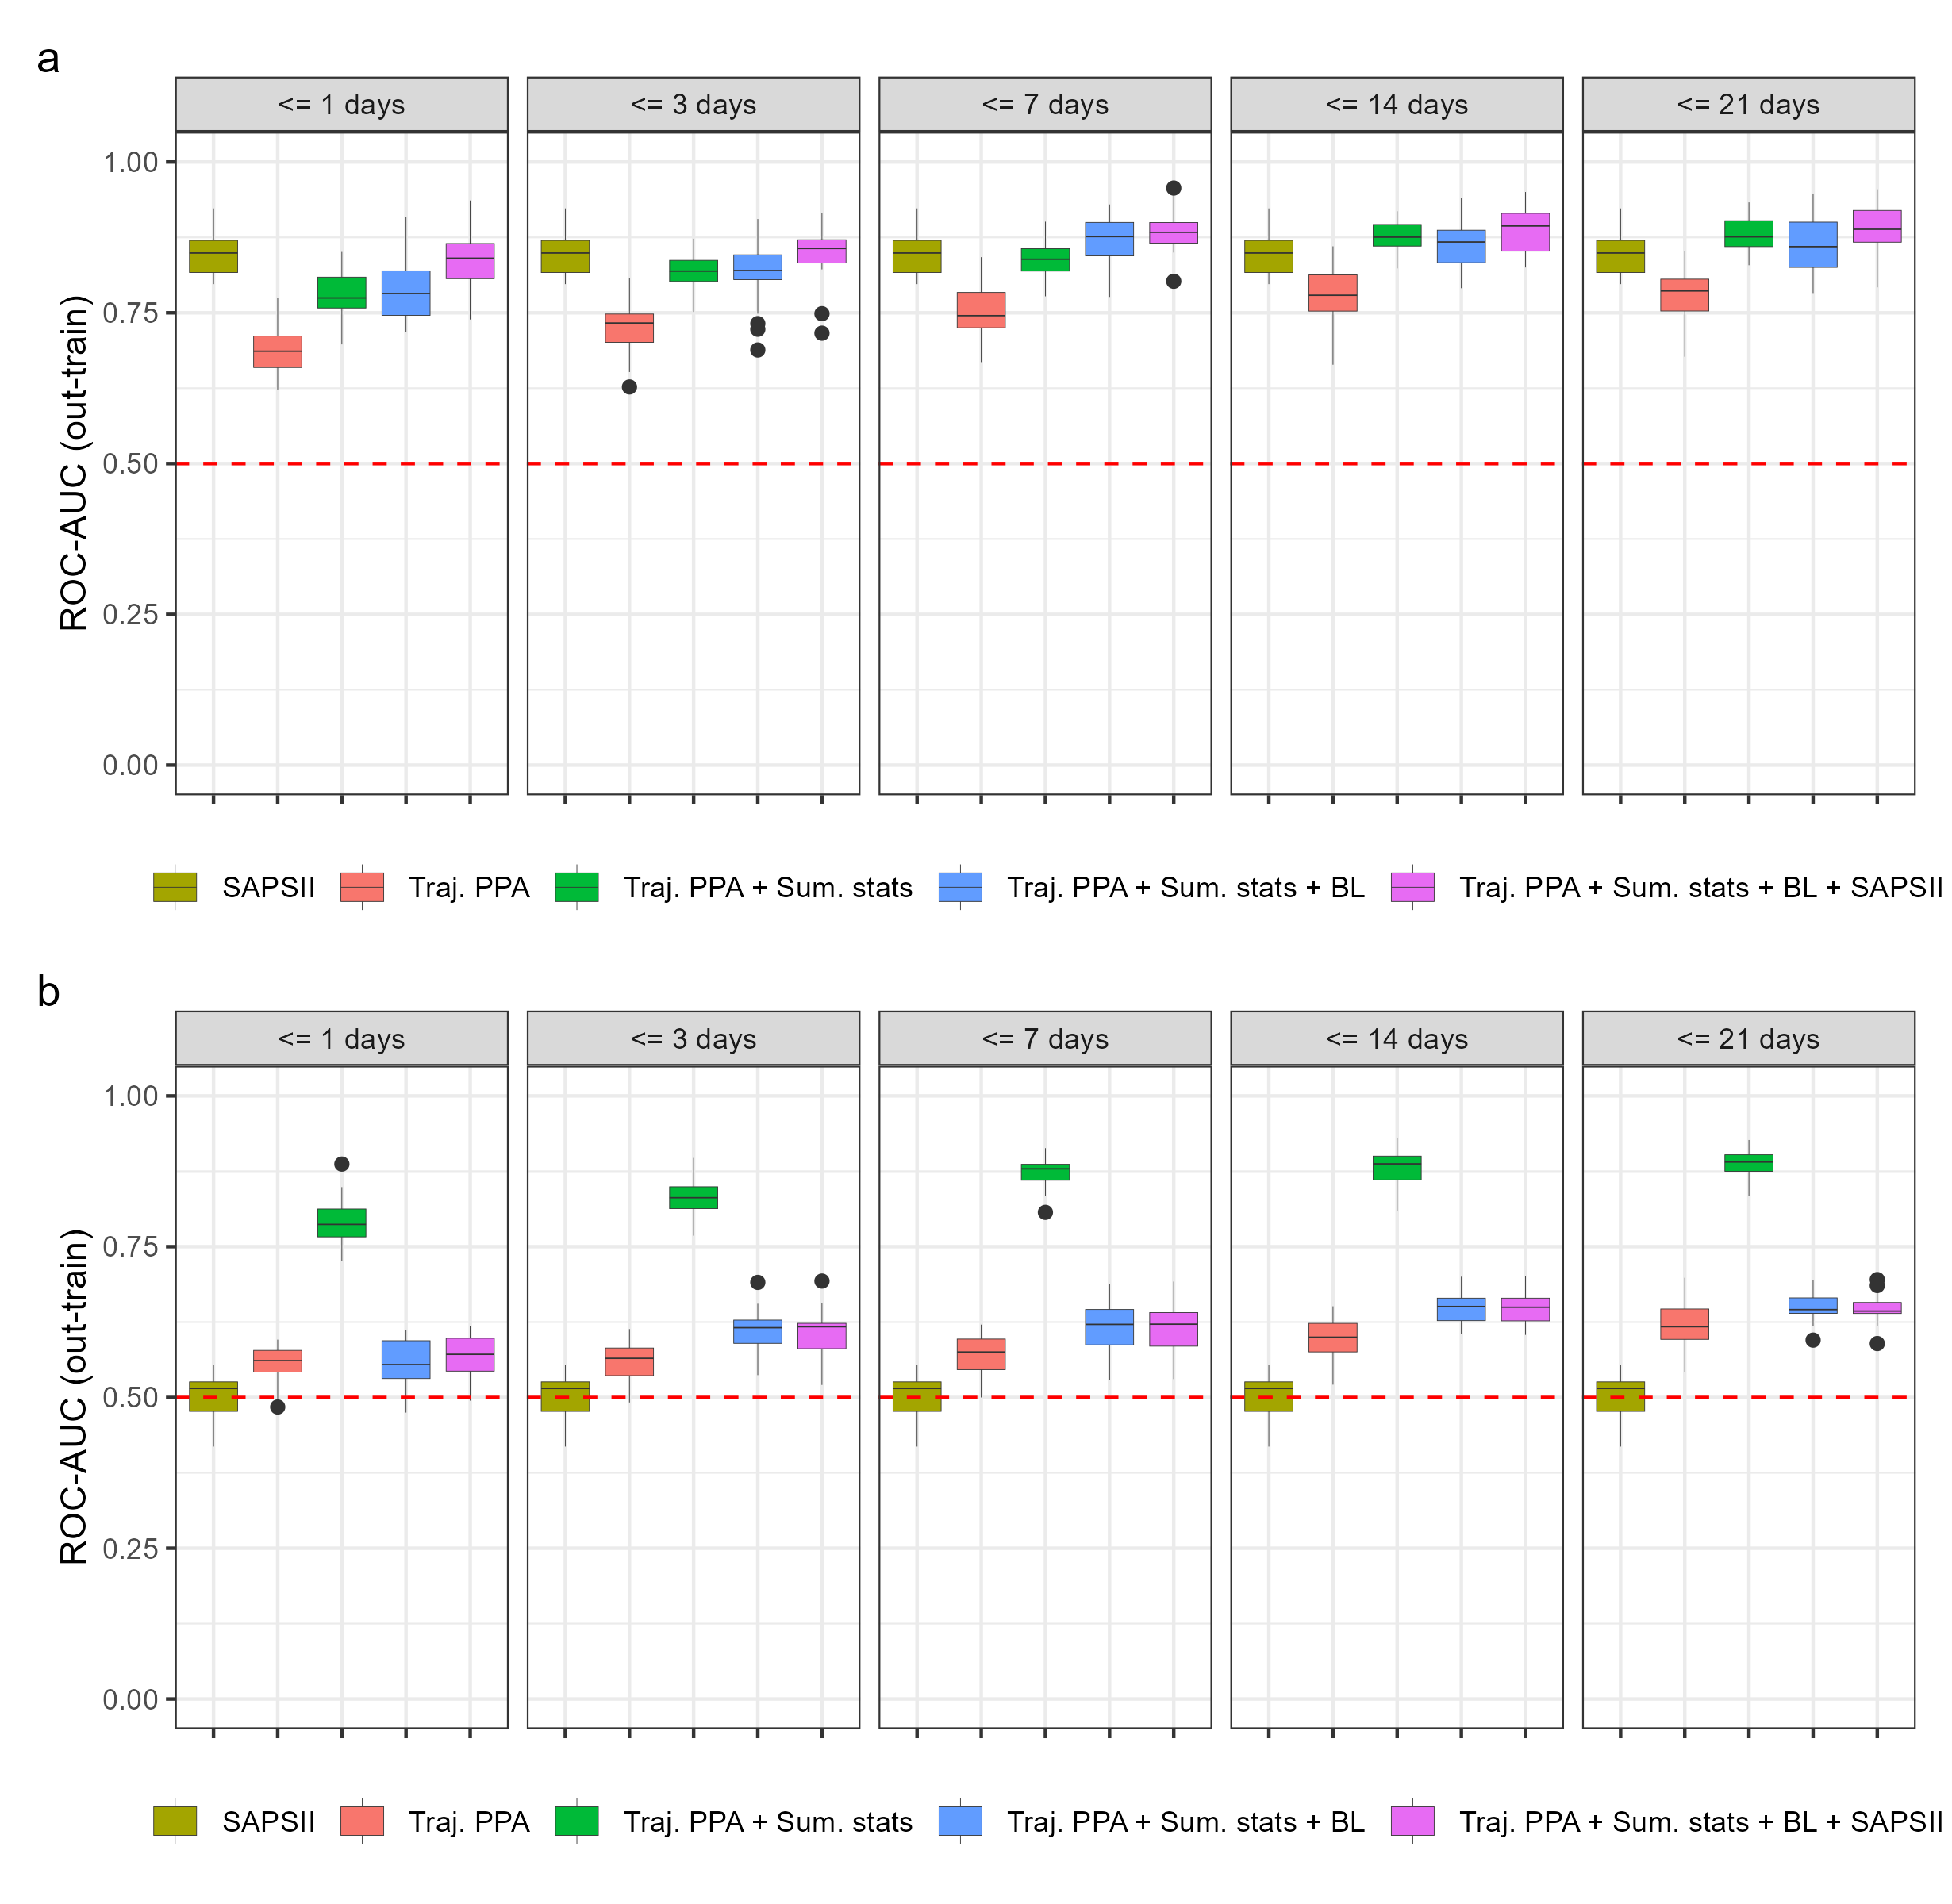 a
<= 1 days <= 3 days <= 7 days <= 14 days <= 21 days
1.00
0.75
0.50
0.25
0.00
ROC-AUC (out-train)
SAPSII Traj. PPA Traj. PPA + Sum. stats Traj. PPA + Sum. stats + BL Traj. PPA + Sum. stats + BL + SAPSII
b
<= 1 days <= 3 days <= 7 days <= 14 days <= 21 days
1.00
0.75
0.50
0.25
0.00
ROC-AUC (out-train)
SAPSII Traj. PPA Traj. PPA + Sum. stats Traj. PPA + Sum. stats + BL Traj. PPA + Sum. stats + BL + SAPSII